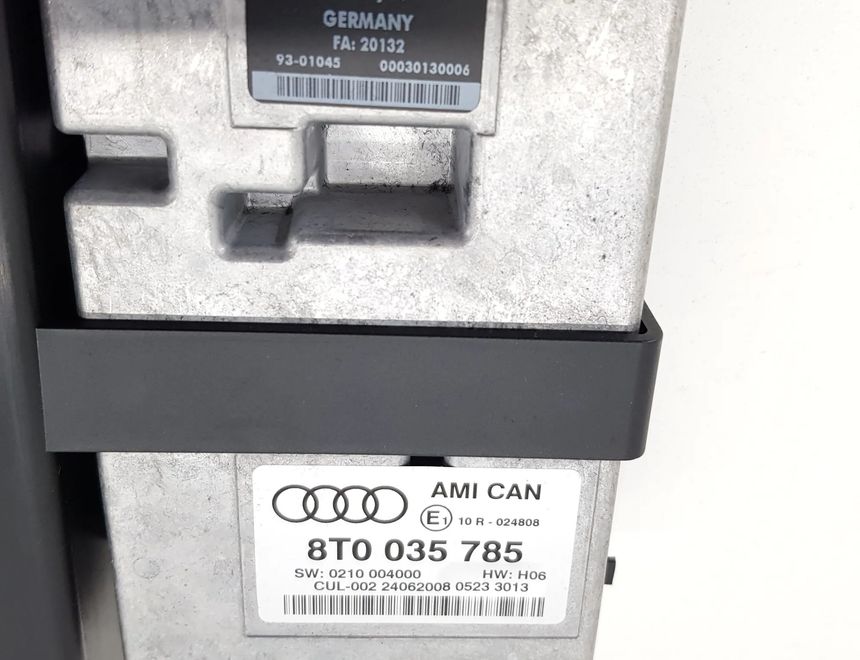 GERMANY
FA: 20132
93-01045 00030130006
AMI CAN
E1 10 R - 024808
8T0 035 785
SW: 0210 004000 HW: H06
CUL-002 24062008 0523 3013